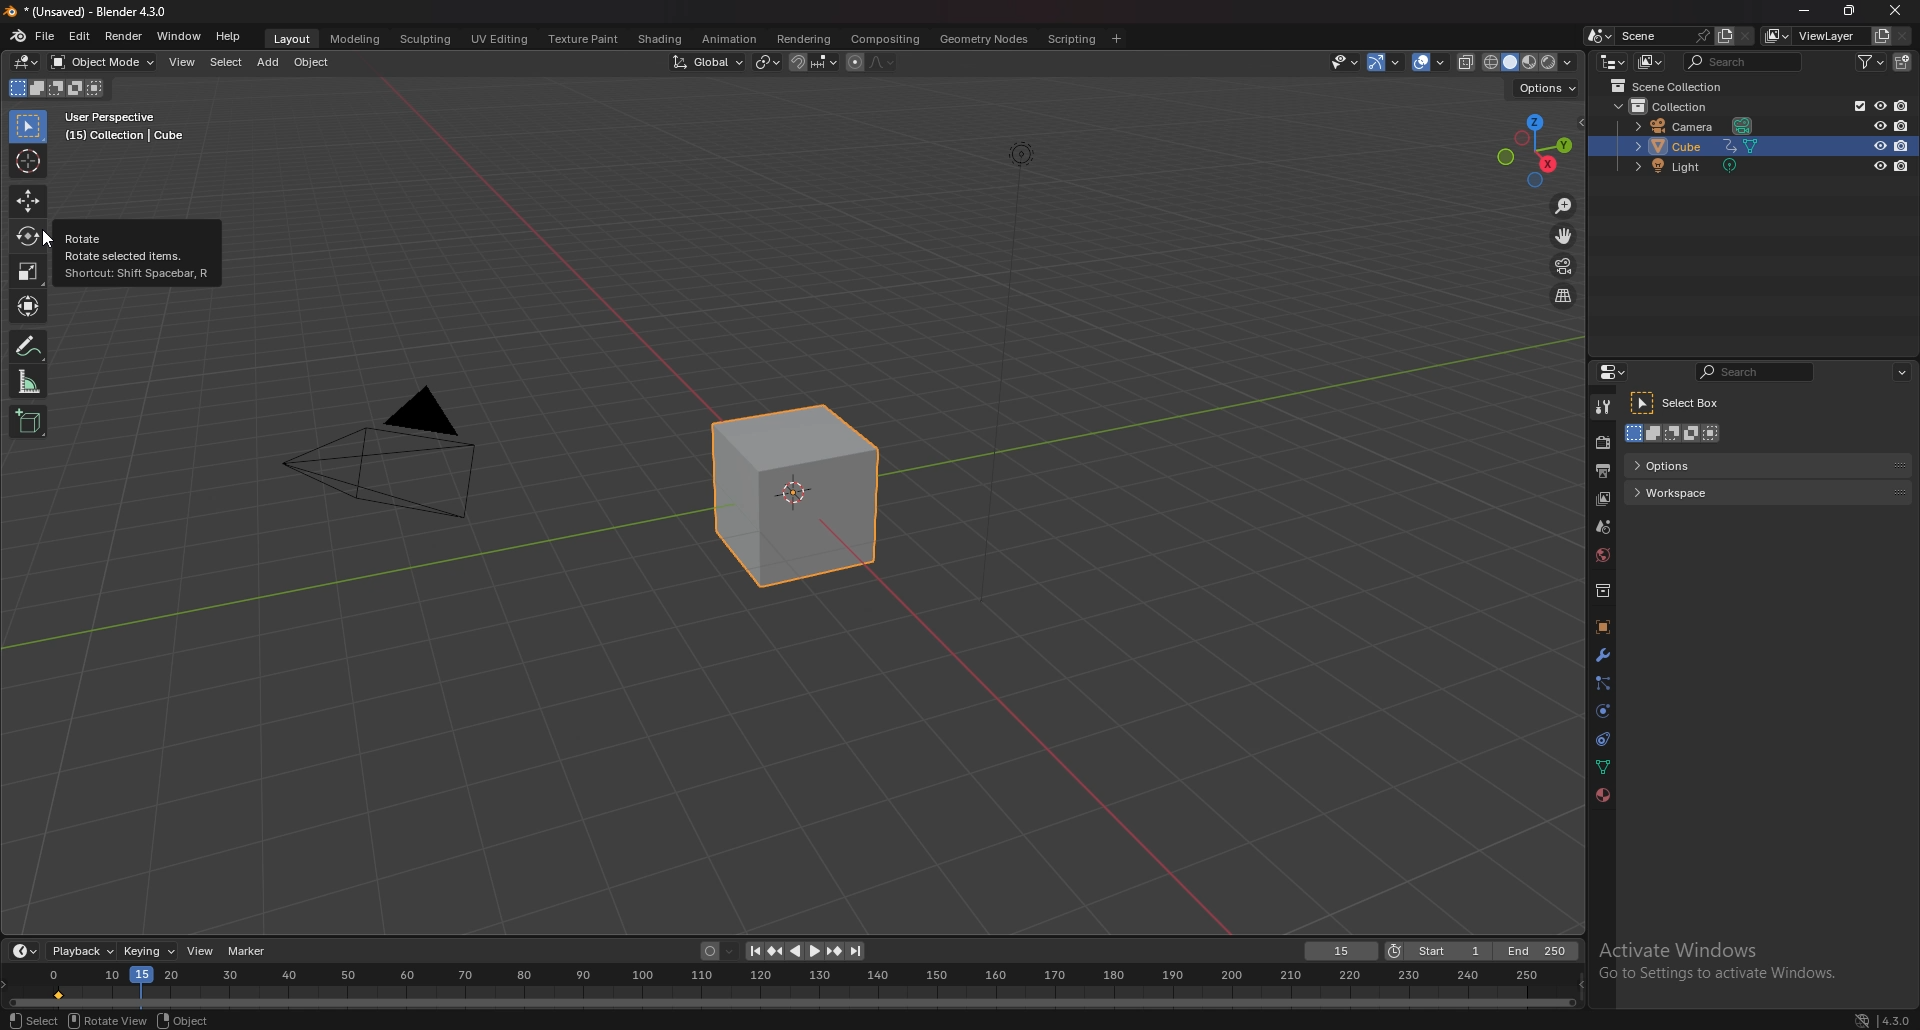 * (Unsaved) - Blender 4.3.0
File Edit Render Window Help Layout Modeling Sculpting UV Editing Texture Paint Shading Animation Rendering Compositing Geometry Nodes Scripting + Scene ViewLayer
Object Mode View Select Add Object Global Search
Options
User Perspective
(15) Collection | Cube
Z
Y
X
Scene Collection
Collection
Camera
Cube
Light
Rotate
Rotate selected items.
Shortcut: Shift Spacebar, R
Search
Select Box
Options
Workspace
Playback Keying View Marker 15 Start 1 End 250
0 10 15 20 30 40 50 60 70 80 90 100 110 120 130 140 150 160 170 180 190 200 210 220 230 240 250
Activate Windows
Go to Settings to activate Windows.
Select Rotate View Object 4.3.0